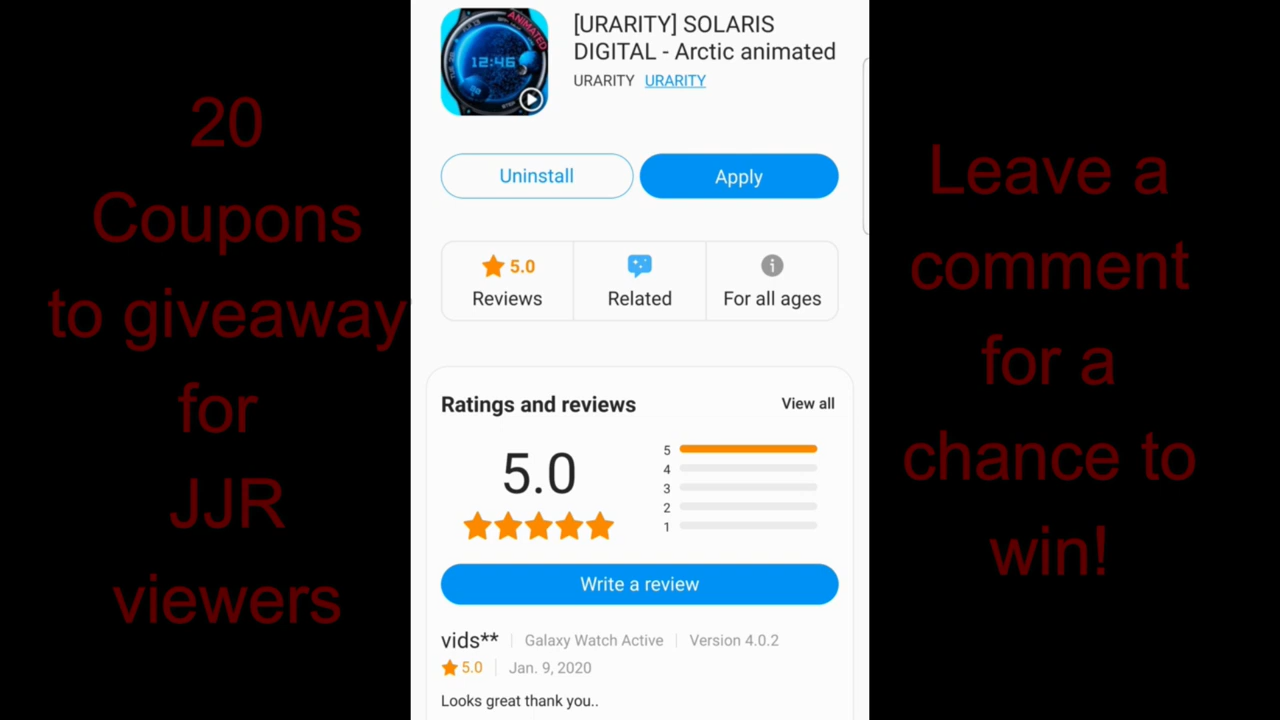 20
Coupons
to giveaway
for
JJR
viewers
ANIMATED
12:46
[URARITY] SOLARIS
DIGITAL - Arctic animated
URARITY URARITY
Uninstall
Apply
5.0
Reviews
Related
For all ages
Ratings and reviews
View all
5.0
5
4
3
2
1
Write a review
vids** Galaxy Watch Active Version 4.0.2
5.0 Jan. 9, 2020
Looks great thank you..
Leave a
comment
for a
chance to
win!